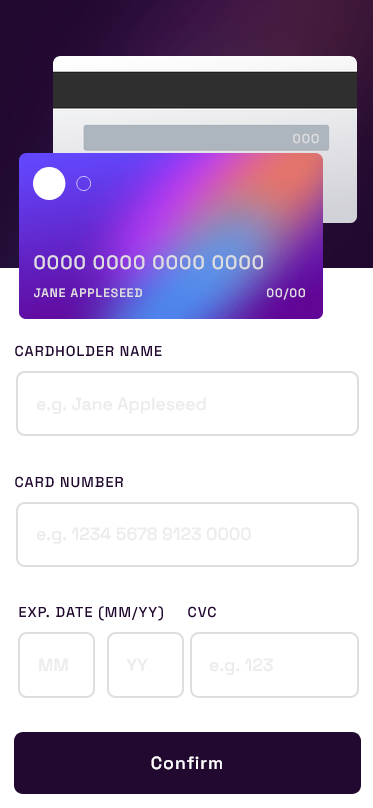 000
0000 0000 0000 0000
JANE APPLESEED 00/00
CARDHOLDER NAME
e.g. Jane Appleseed
CARD NUMBER
e.g. 1234 5678 9123 0000
EXP. DATE (MM/YY) CVC
MM YY e.g. 123
Confirm